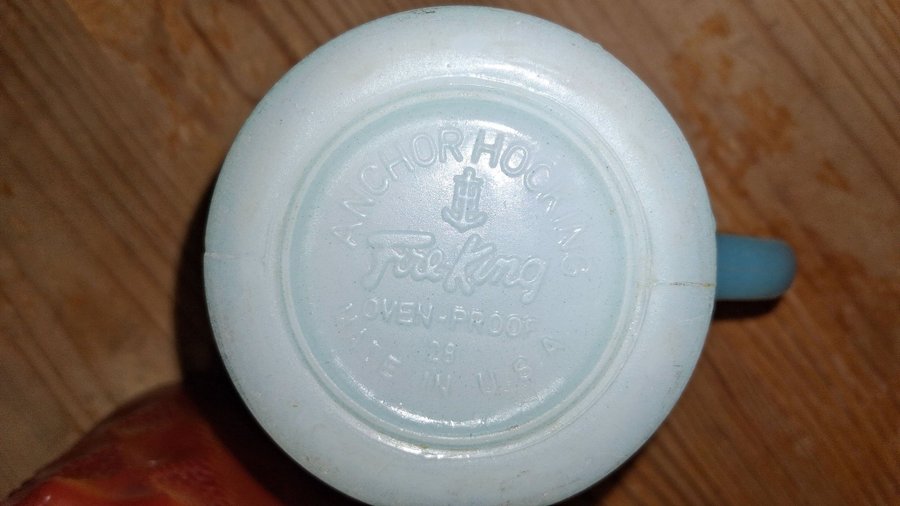 ANCHOR HOCKING
Fire-King
OVEN-PROOF
28
MADE IN U.S.A